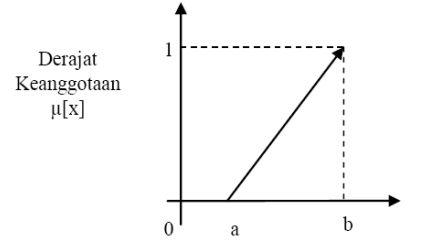 1
Derajat
Keanggotaan
μ[x]
0
a
b